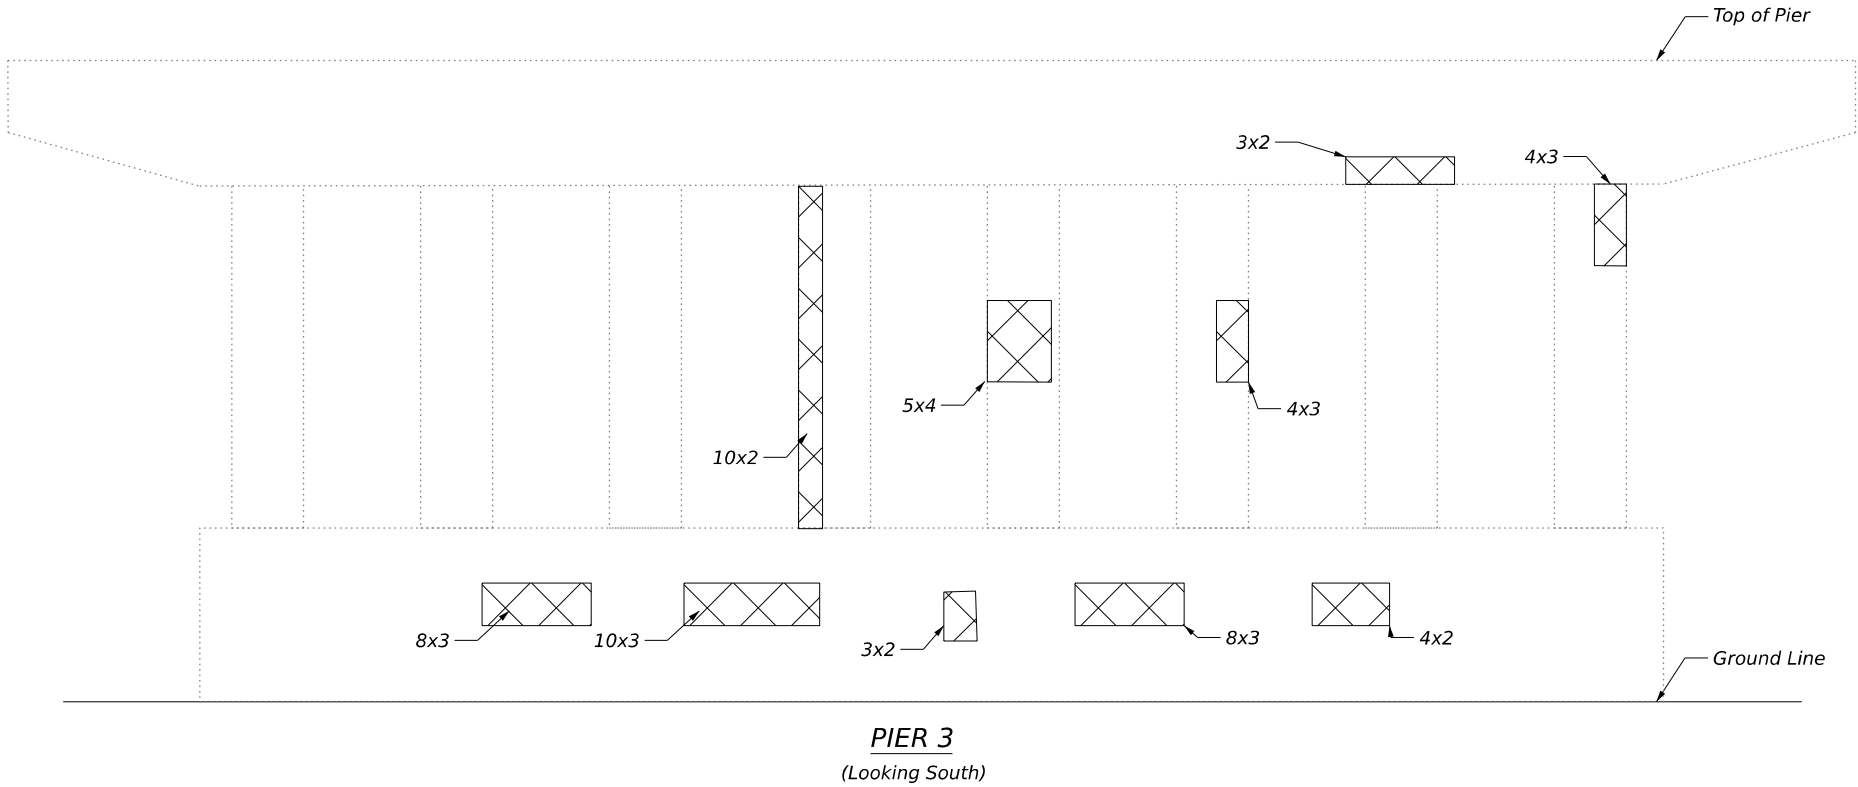 Top of Pier
3x2
4x3
5x4
4x3
10x2
8x3
10x3
3x2
8x3
4x2
Ground Line
PIER 3
(Looking South)